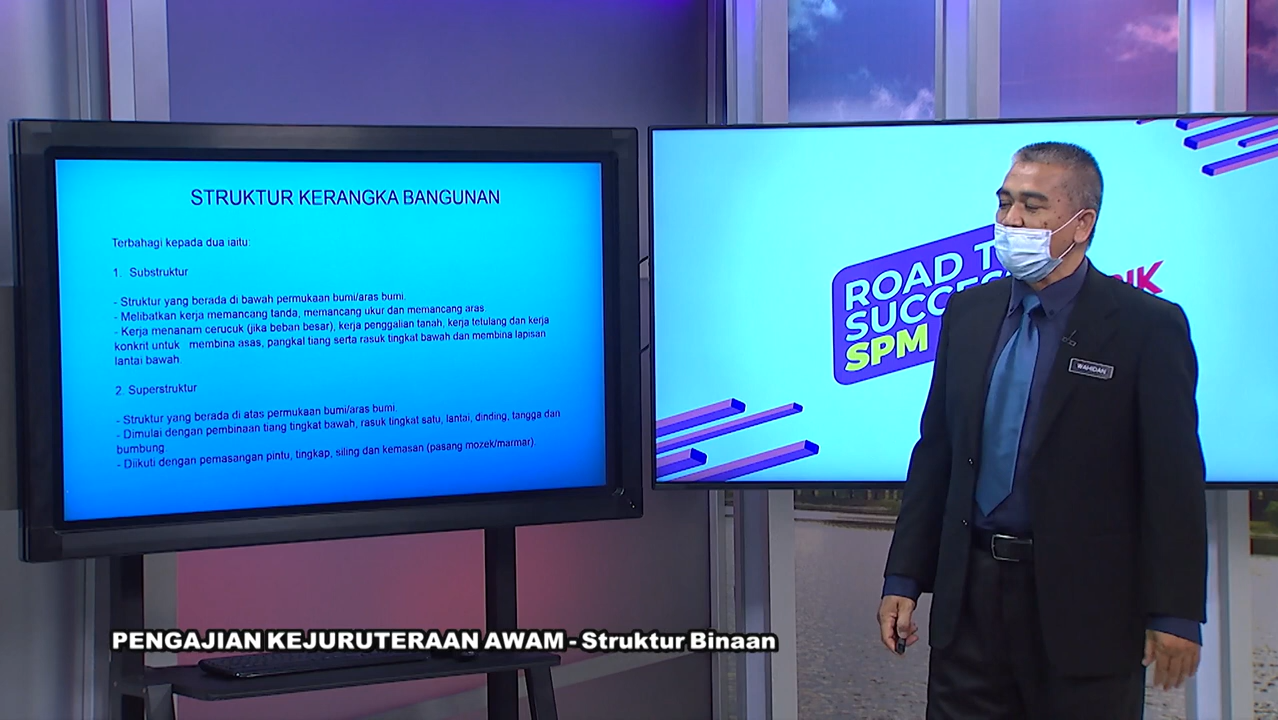 STRUKTUR KERANGKA BANGUNAN
Terbahagi kepada dua iaitu:
1. Substruktur
- Struktur yang berada di bawah permukaan bumi/aras bumi.
- Melibatkan kerja memancang tanda, memancang ukur dan memancang aras.
- Kerja menanam cerucuk (jika beban besar), kerja penggalian tanah, kerja tetulang dan kerja
konkrit untuk membina asas, pangkal tiang serta rasuk tingkat bawah dan membina lapisan
lantai bawah.
2. Superstruktur
- Struktur yang berada di atas permukaan bumi/aras bumi.
- Dimulai dengan pembinaan tiang tingkat bawah, rasuk tingkat satu, lantai, dinding, tangga dan
bumbung.
- Diikuti dengan pemasangan pintu, tingkap, siling dan kemasan (pasang mozek/marmar).
ROAD
SUCCES
SPM
WAHIDAN
PENGAJIAN KEJURUTERAAN AWAM - Struktur Binaan